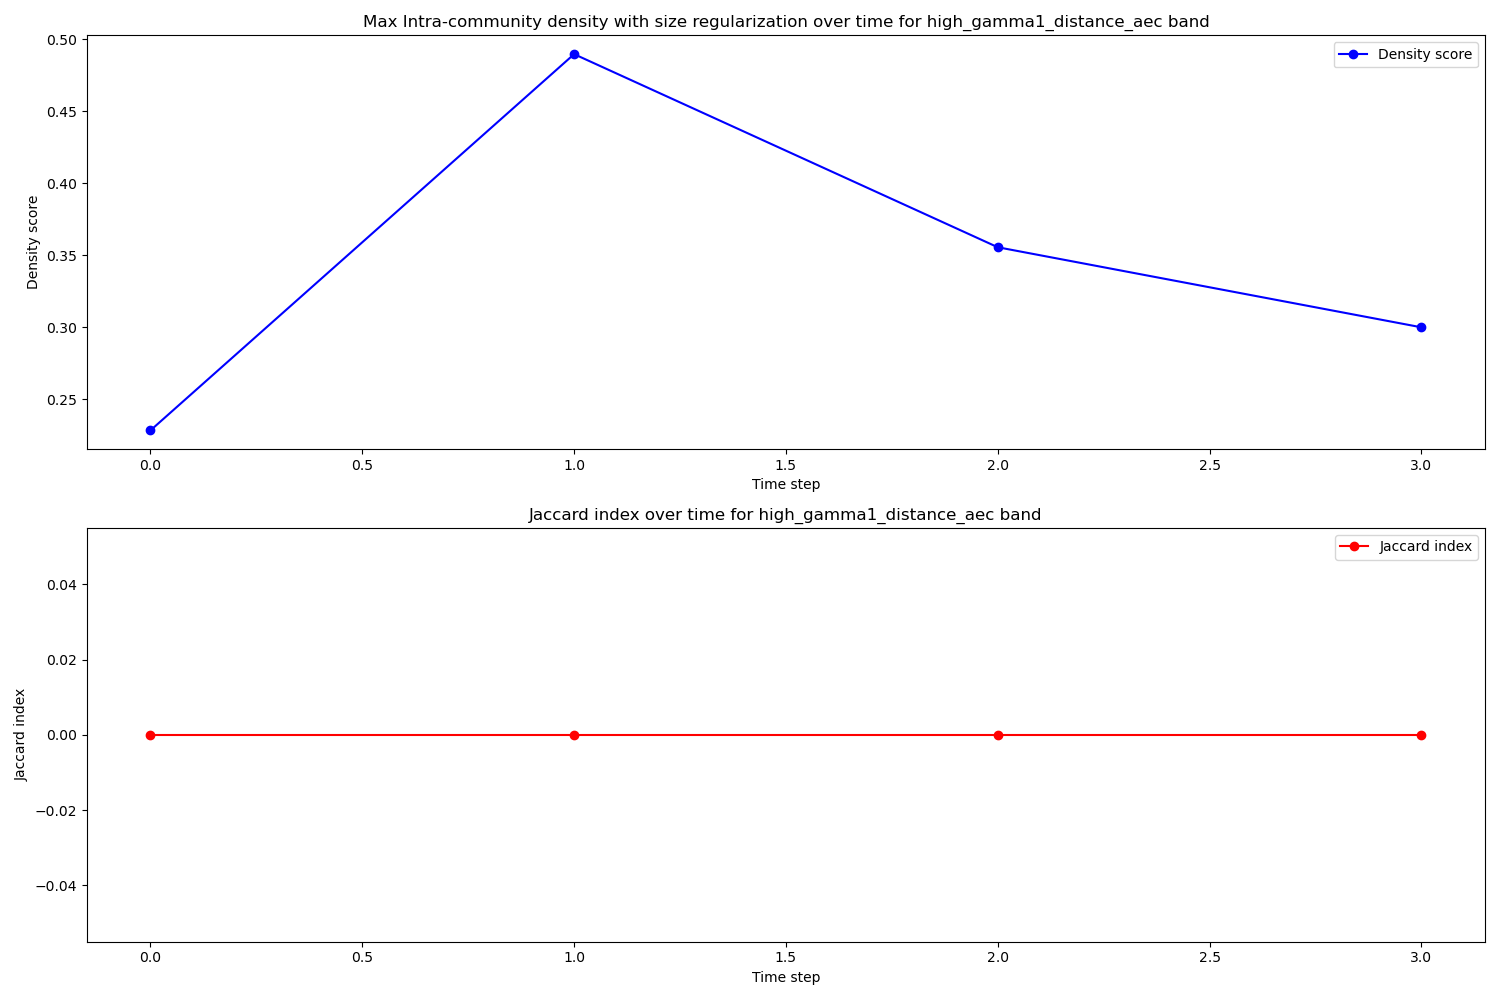 Max Intra-community density with size regularization over time for high_gamma1_distance_aec band
Density score
0.50
0.45
0.40
0.35
0.30
0.25
Density score
0.0 0.5 1.0 1.5 2.0 2.5 3.0
Time step
Jaccard index over time for high_gamma1_distance_aec band
Jaccard index
0.04
0.02
0.00
−0.02
−0.04
Jaccard index
0.0 0.5 1.0 1.5 2.0 2.5 3.0
Time step